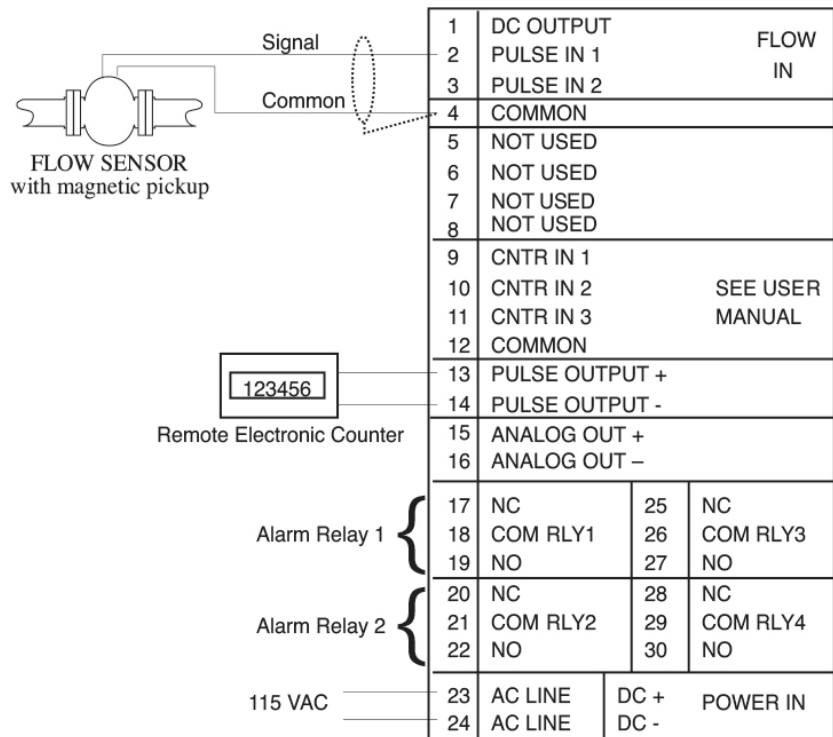 1 DC OUTPUT
FLOW IN
Signal
2 PULSE IN 1
3 PULSE IN 2
Common
4 COMMON
5 NOT USED
FLOW SENSOR
with magnetic pickup
6 NOT USED
7 NOT USED
8 NOT USED
9 CNTR IN 1
10 CNTR IN 2
SEE USER
11 CNTR IN 3
MANUAL
12 COMMON
13 PULSE OUTPUT +
123456
14 PULSE OUTPUT -
Remote Electronic Counter
15 ANALOG OUT +
16 ANALOG OUT –
17 NC 25 NC
Alarm Relay 1
18 COM RLY1 26 COM RLY3
19 NO 27 NO
20 NC 28 NC
Alarm Relay 2
21 COM RLY2 29 COM RLY4
22 NO 30 NO
115 VAC
23 AC LINE DC + POWER IN
24 AC LINE DC -